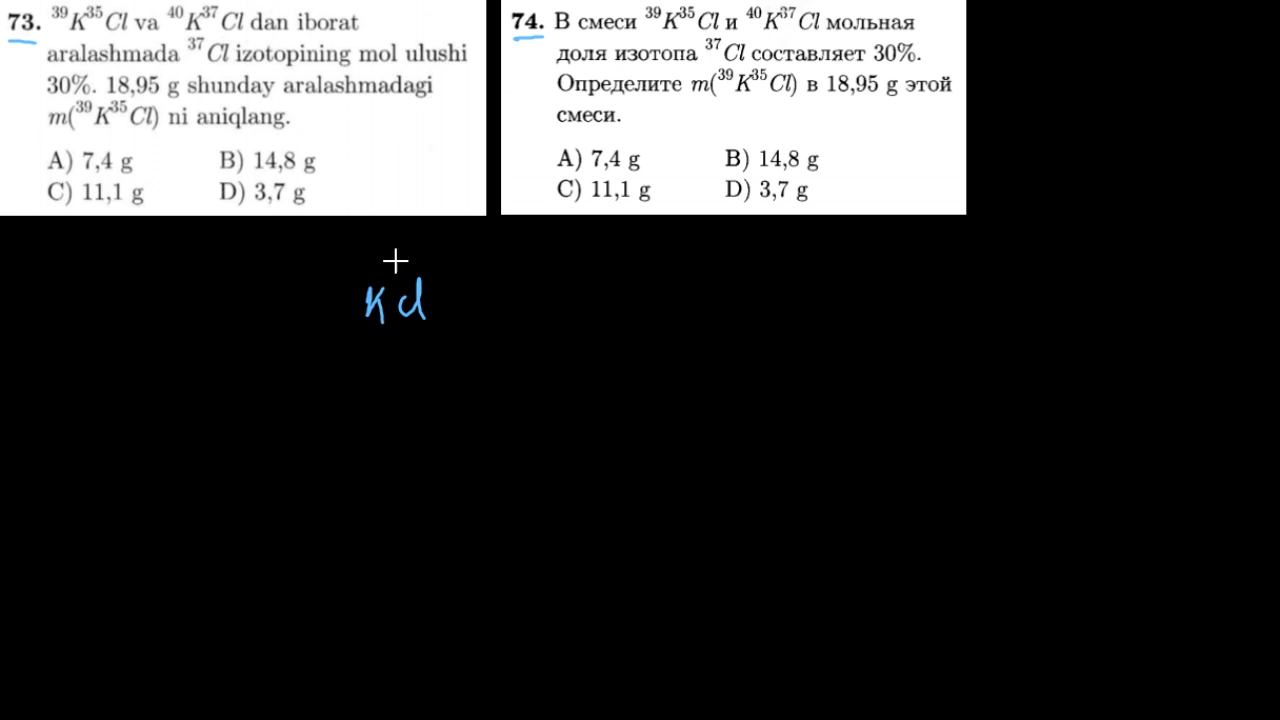 73. ³⁹K³⁵Cl va ⁴⁰K³⁷Cl dan iborat
aralashmada ³⁷Cl izotopining mol ulushi
30%. 18,95 g shunday aralashmadagi
m(³⁹K³⁵Cl) ni aniqlang.
A) 7,4 g B) 14,8 g
C) 11,1 g D) 3,7 g
74. В смеси ³⁹K³⁵Cl и ⁴⁰K³⁷Cl мольная
доля изотопа ³⁷Cl составляет 30%.
Определите m(³⁹K³⁵Cl) в 18,95 g этой
смеси.
A) 7,4 g B) 14,8 g
C) 11,1 g D) 3,7 g
KCl